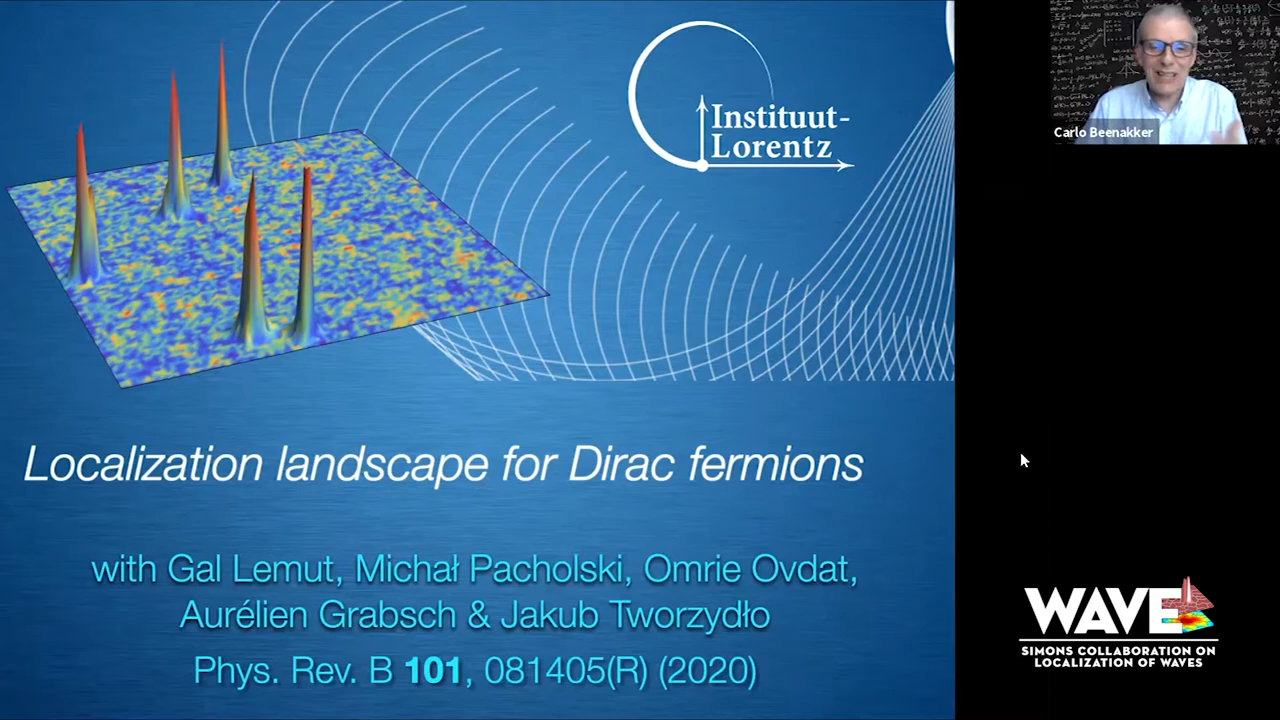 Instituut-
Lorentz
Carlo Beenakker
Localization landscape for Dirac fermions
with Gal Lemut, Michał Pacholski, Omrie Ovdat,
Aurélien Grabsch & Jakub Tworzydło
Phys. Rev. B 101, 081405(R) (2020)
WAVE
SIMONS COLLABORATION ON
LOCALIZATION OF WAVES